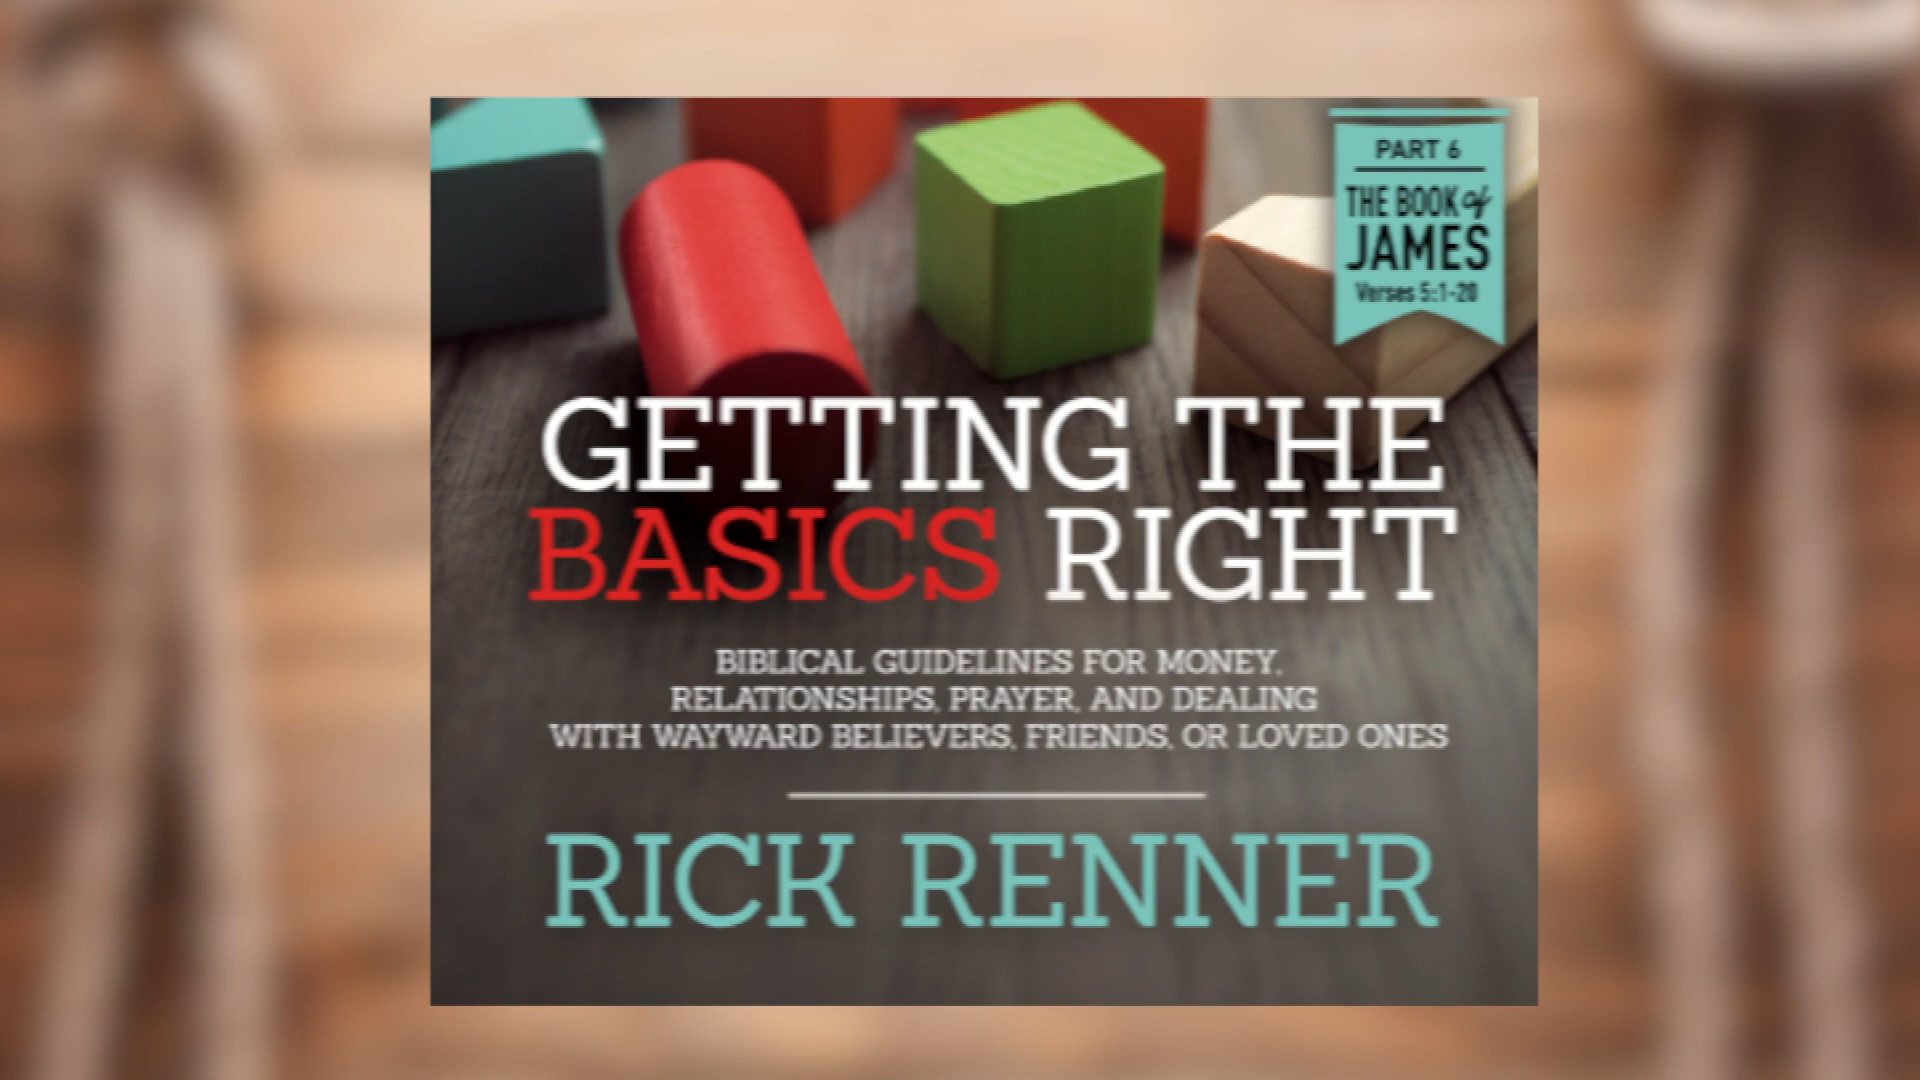 PART 6
THE BOOK of
JAMES
Verses 5:1-20
GETTING THE
BASICS RIGHT
BIBLICAL GUIDELINES FOR MONEY,
RELATIONSHIPS, PRAYER, AND DEALING
WITH WAYWARD BELIEVERS, FRIENDS, OR LOVED ONES
RICK RENNER